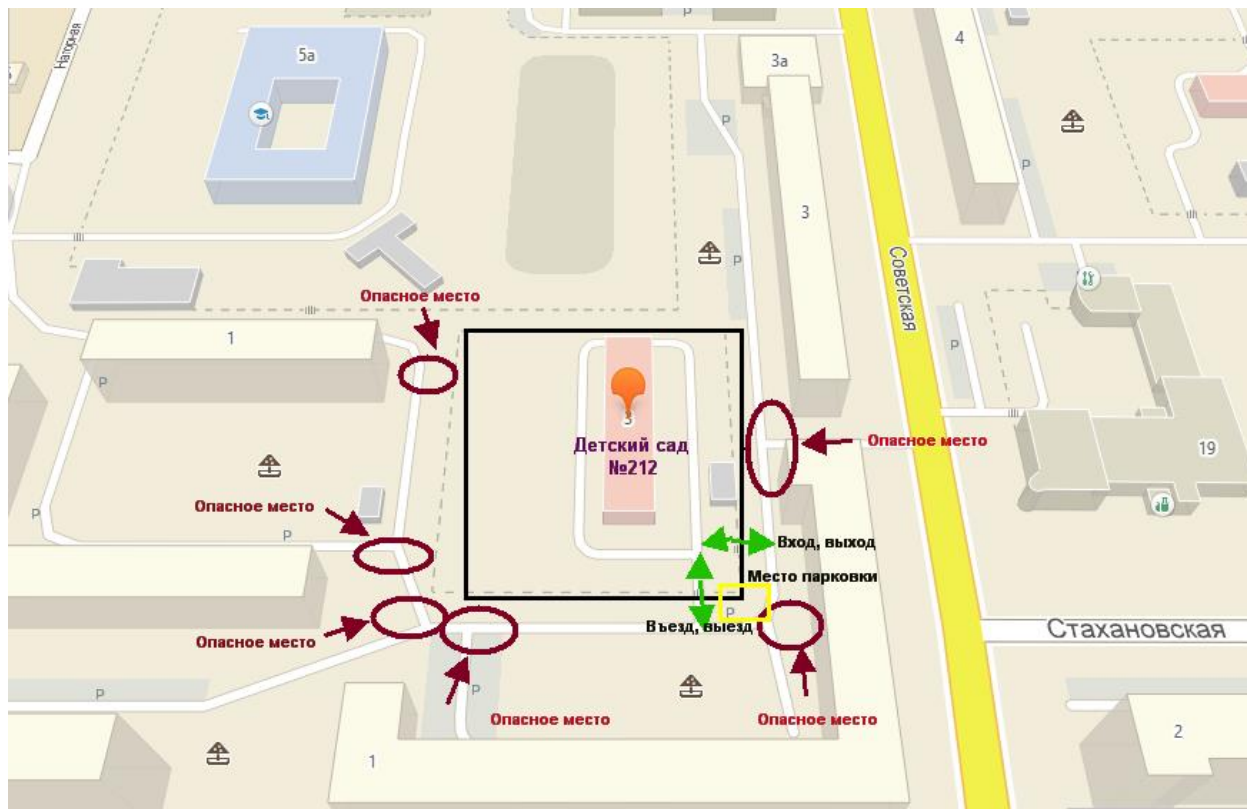 Нагорная
5а
P
3а
4
P
P
3
P
Советская
Опасное место
1
P
P
5
Детский сад
№212
Опасное место
19
Опасное место
P
P
Вход, выход
Место парковки
P
Въезд, выезд
Опасное место
Стахановская
P
P
Опасное место
Опасное место
1
2